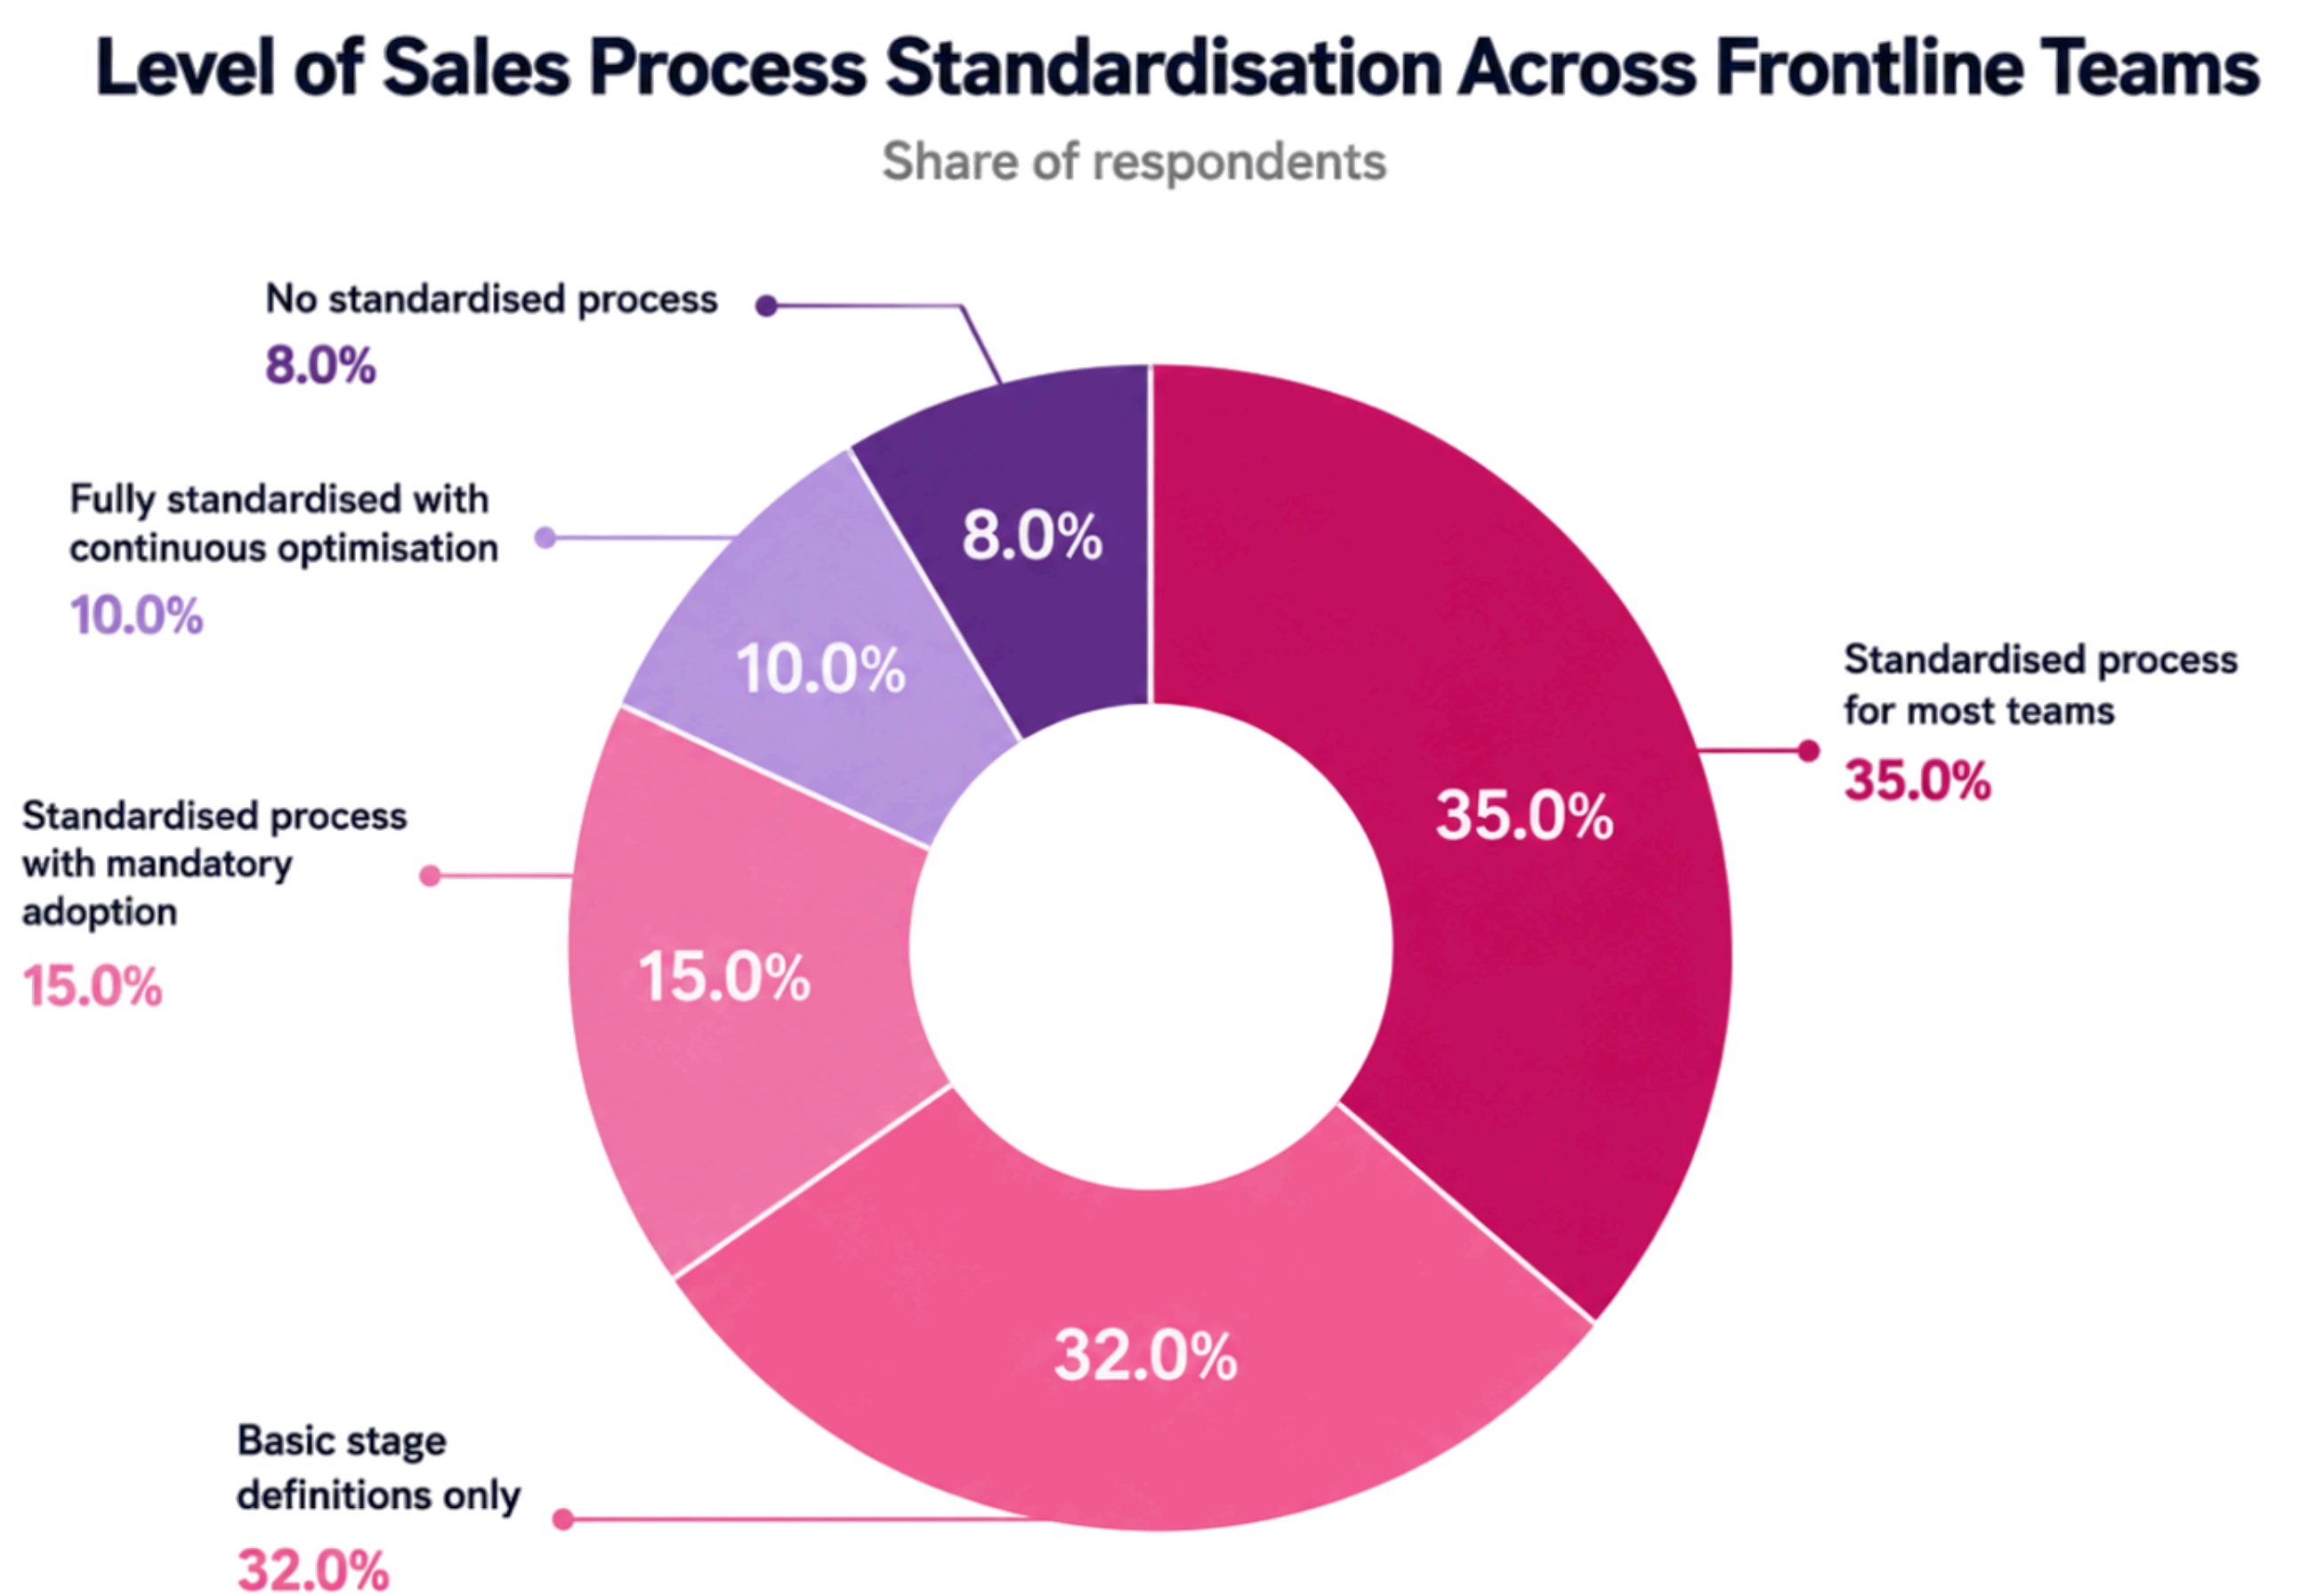 Level of Sales Process Standardisation Across Frontline Teams
Share of respondents
No standardised process
8.0%
Fully standardised with
continuous optimisation
10.0%
Standardised process
with mandatory
adoption
15.0%
Basic stage
definitions only
32.0%
Standardised process
for most teams
35.0%
8.0%
10.0%
15.0%
32.0%
35.0%